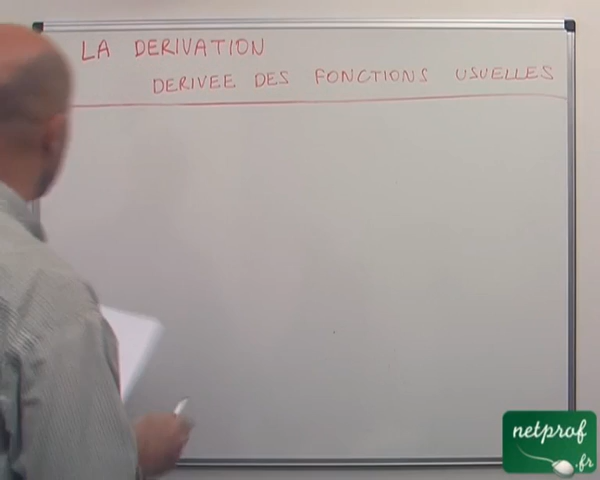 LA DERIVATION
DERIVEE DES FONCTIONS USUELLES
netprof
.fr